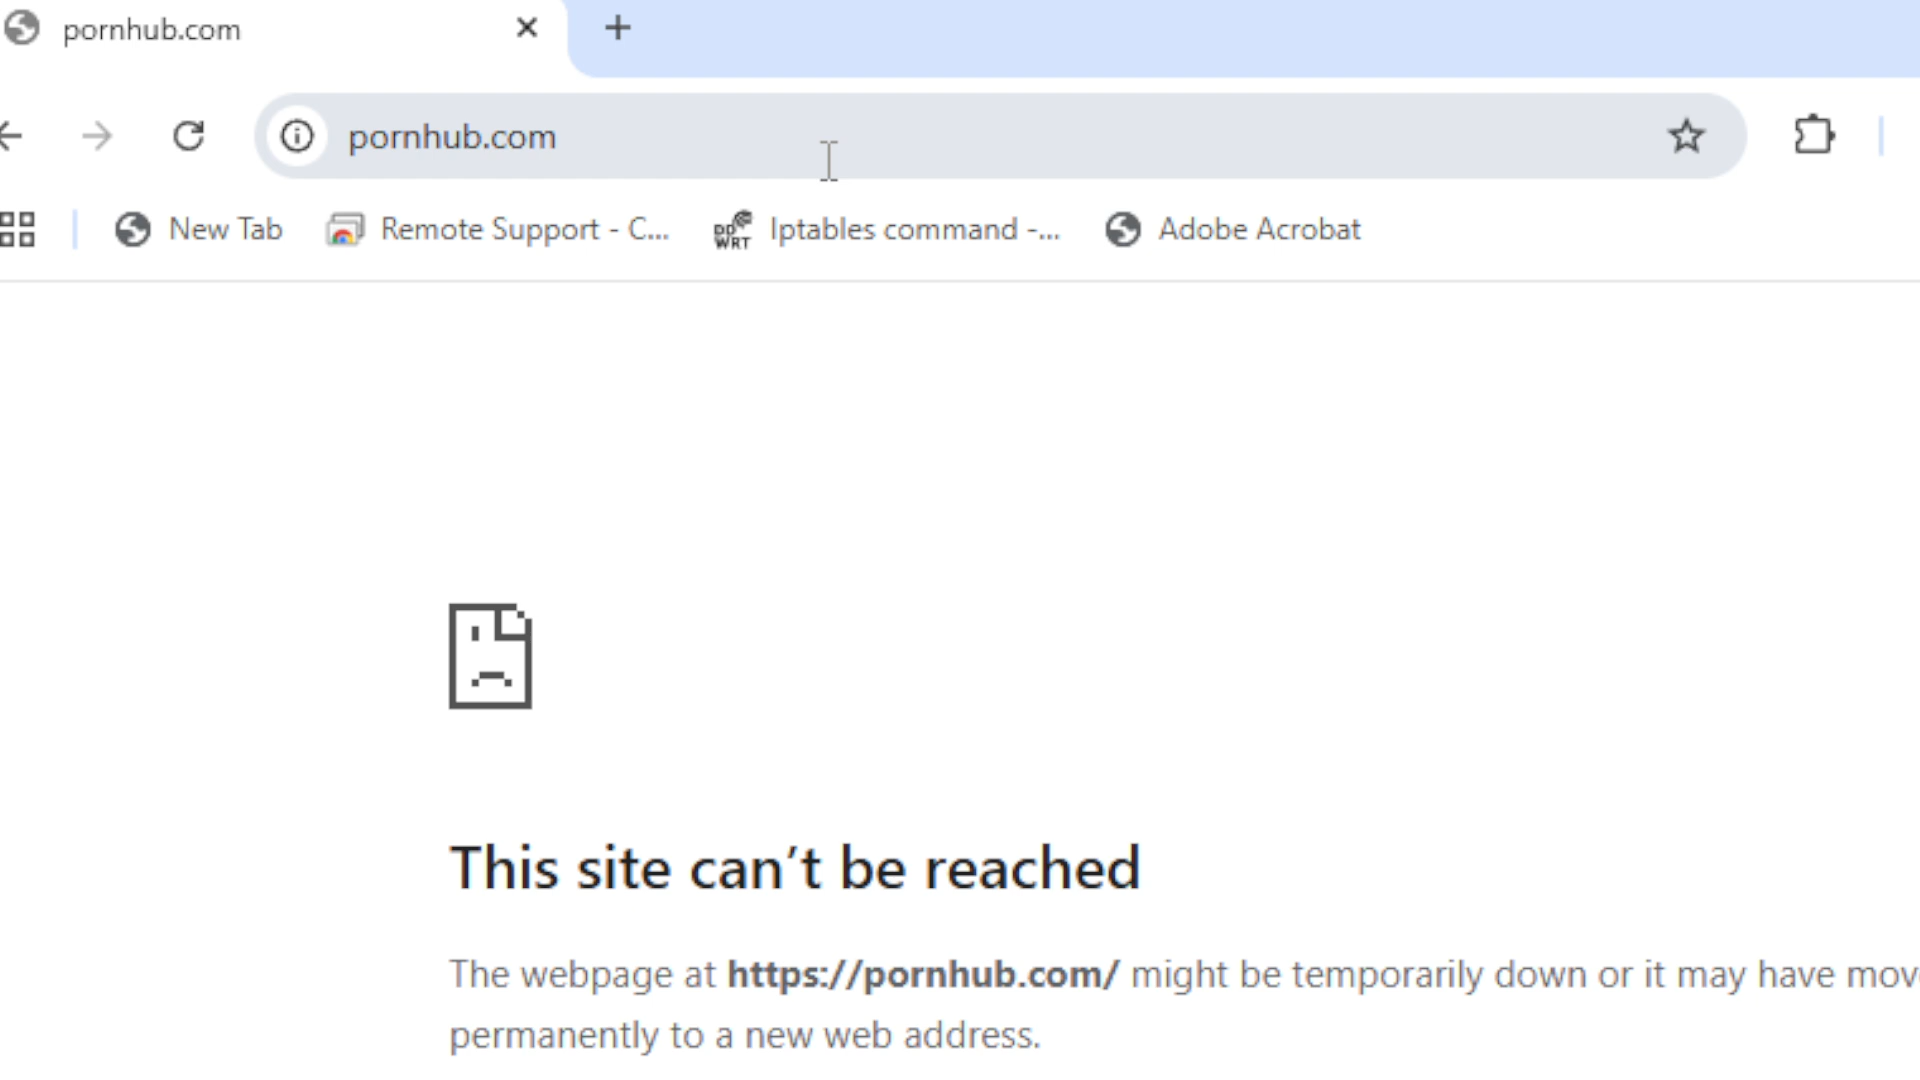 pornhub.com
pornhub.com
New Tab Remote Support - C... Iptables command -... Adobe Acrobat
This site can’t be reached
The webpage at https://pornhub.com/ might be temporarily down or it may have mov
permanently to a new web address.